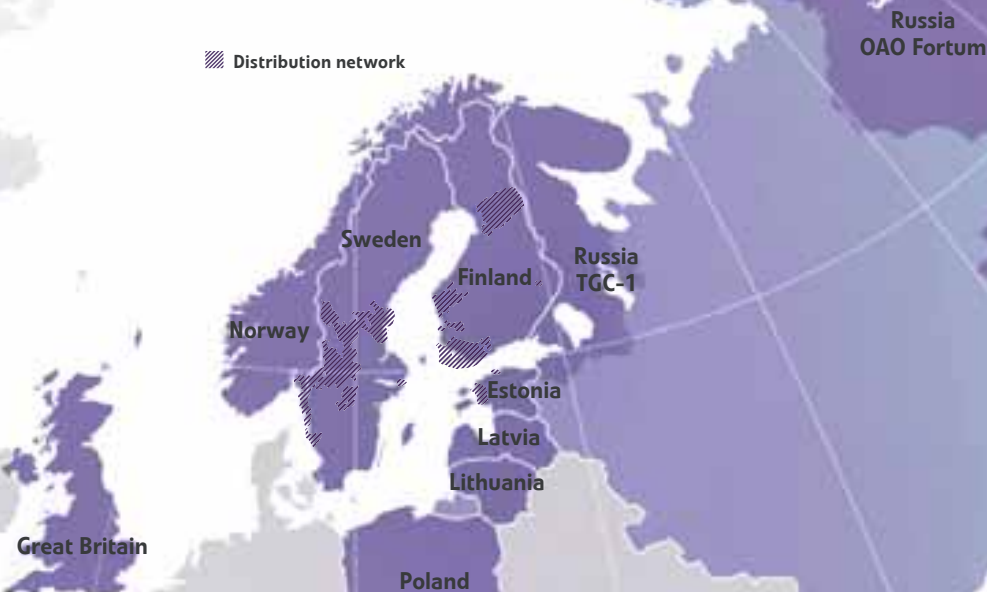 Russia
OAO Fortum
Distribution network
Sweden
Russia
TGC-1
Finland
Norway
Estonia
Latvia
Lithuania
Great Britain
Poland